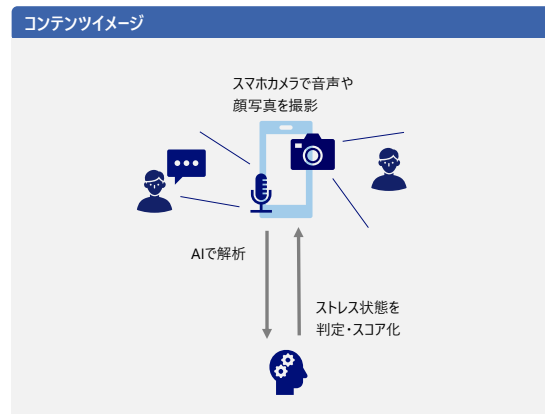 コンテンツイメージ
スマホカメラで音声や
顔写真を撮影
AIで解析
ストレス状態を
判定・スコア化